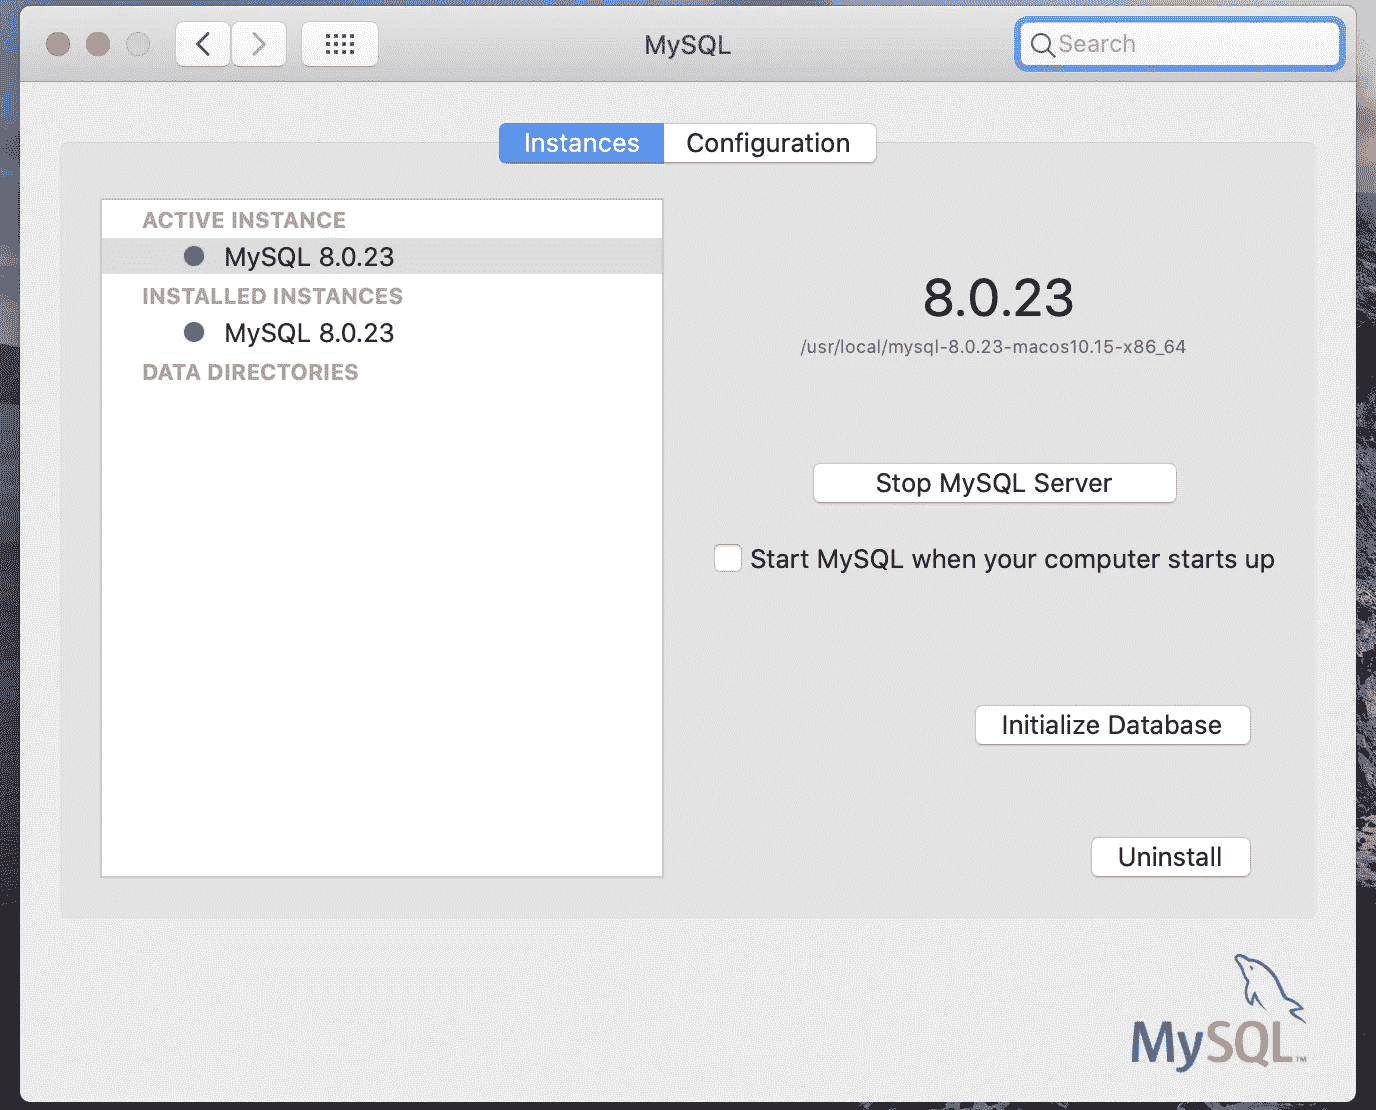 MySQL
Search
Instances
Configuration
ACTIVE INSTANCE
MySQL 8.0.23
INSTALLED INSTANCES
MySQL 8.0.23
DATA DIRECTORIES
8.0.23
/usr/local/mysql-8.0.23-macos10.15-x86_64
Stop MySQL Server
Start MySQL when your computer starts up
Initialize Database
Uninstall
MySQL™